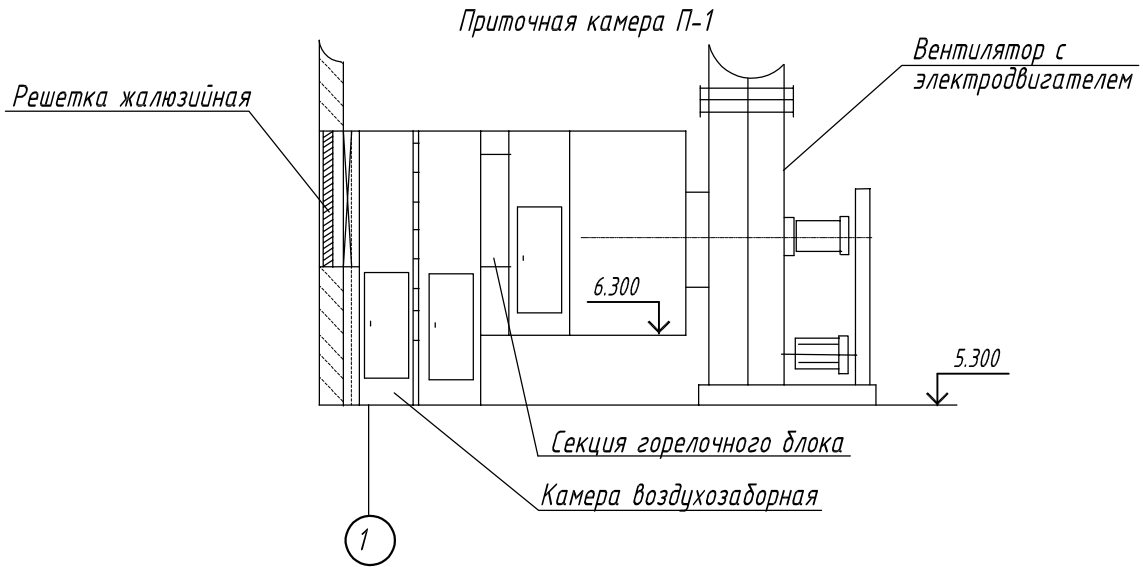 Приточная камера П-1
Вентилятор с
электродвигателем
Решетка жалюзийная
6.300
5.300
Секция горелочного блока
Камера воздухозаборная
1